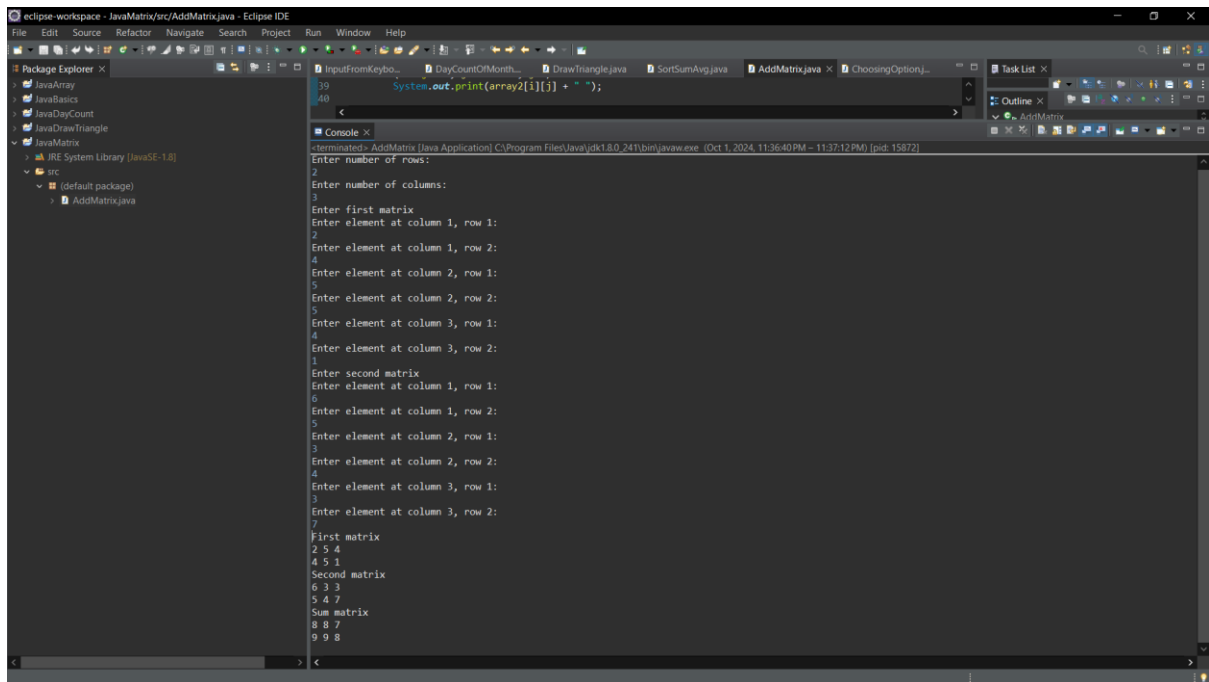 eclipse-workspace - JavaMatrix/src/AddMatrix.java - Eclipse IDE
File Edit Source Refactor Navigate Search Project Run Window Help
Package Explorer
InputFromKeybo... DayCountOfMonth... DrawTriangle.java SortSumAvg.java AddMatrix.java ChoosingOption.j...
Task List
JavaArray
JavaBasics
JavaDayCount
JavaDrawTriangle
JavaMatrix
JRE System Library [JavaSE-1.8]
src
(default package)
AddMatrix.java
39 System.out.print(array2[i][j] + " ");
40
Outline
AddMatrix
Console
<terminated> AddMatrix [Java Application] C:\Program Files\Java\jdk1.8.0_241\bin\javaw.exe (Oct 1, 2024, 11:36:40 PM – 11:37:12 PM) [pid: 15872]
Enter number of rows:
2
Enter number of columns:
3
Enter first matrix
Enter element at column 1, row 1:
2
Enter element at column 1, row 2:
4
Enter element at column 2, row 1:
5
Enter element at column 2, row 2:
5
Enter element at column 3, row 1:
4
Enter element at column 3, row 2:
1
Enter second matrix
Enter element at column 1, row 1:
6
Enter element at column 1, row 2:
5
Enter element at column 2, row 1:
3
Enter element at column 2, row 2:
4
Enter element at column 3, row 1:
3
Enter element at column 3, row 2:
7
First matrix
2 5 4
4 5 1
Second matrix
6 3 3
5 4 7
Sum matrix
8 8 7
9 9 8